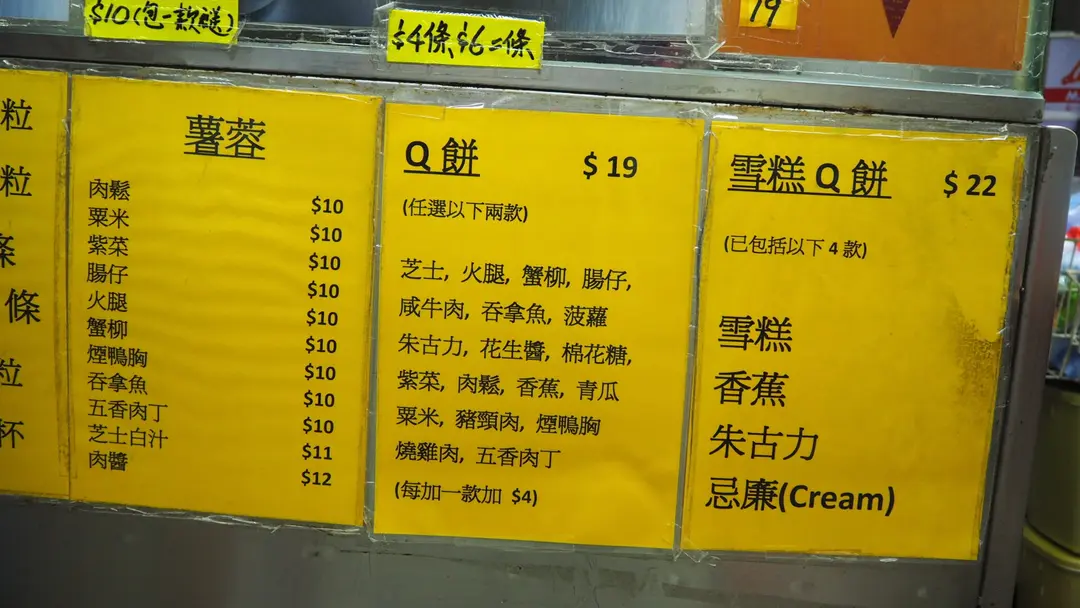 $10(包一款餸)
$4條,$6二條
19
粒
粒
條
條
粒
杯
薯蓉
肉鬆 $10
粟米 $10
紫菜 $10
腸仔 $10
火腿 $10
蟹柳 $10
煙鴨胸 $10
吞拿魚 $10
五香肉丁 $10
芝士白汁 $11
肉醬 $12
Q餅 $19
(任選以下兩款)
芝士, 火腿, 蟹柳, 腸仔,
咸牛肉, 吞拿魚, 菠蘿
朱古力, 花生醬, 棉花糖,
紫菜, 肉鬆, 香蕉, 青瓜
粟米, 豬頸肉, 煙鴨胸
燒雞肉, 五香肉丁
(每加一款加 $4)
雪糕Q餅 $22
(已包括以下4款)
雪糕
香蕉
朱古力
忌廉(Cream)